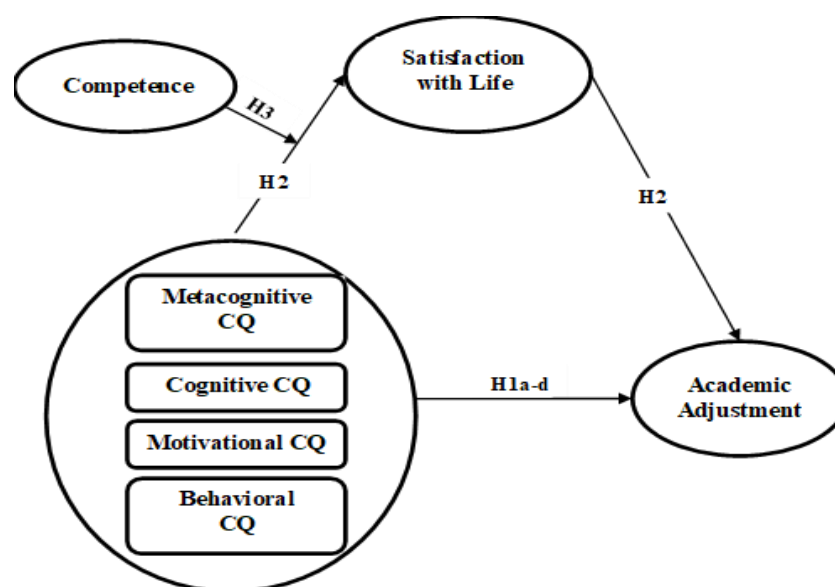 Satisfaction
with Life
Competence
H3
H2
H2
Metacognitive
CQ
Cognitive CQ
Motivational CQ
Behavioral
CQ
H1a-d
Academic
Adjustment